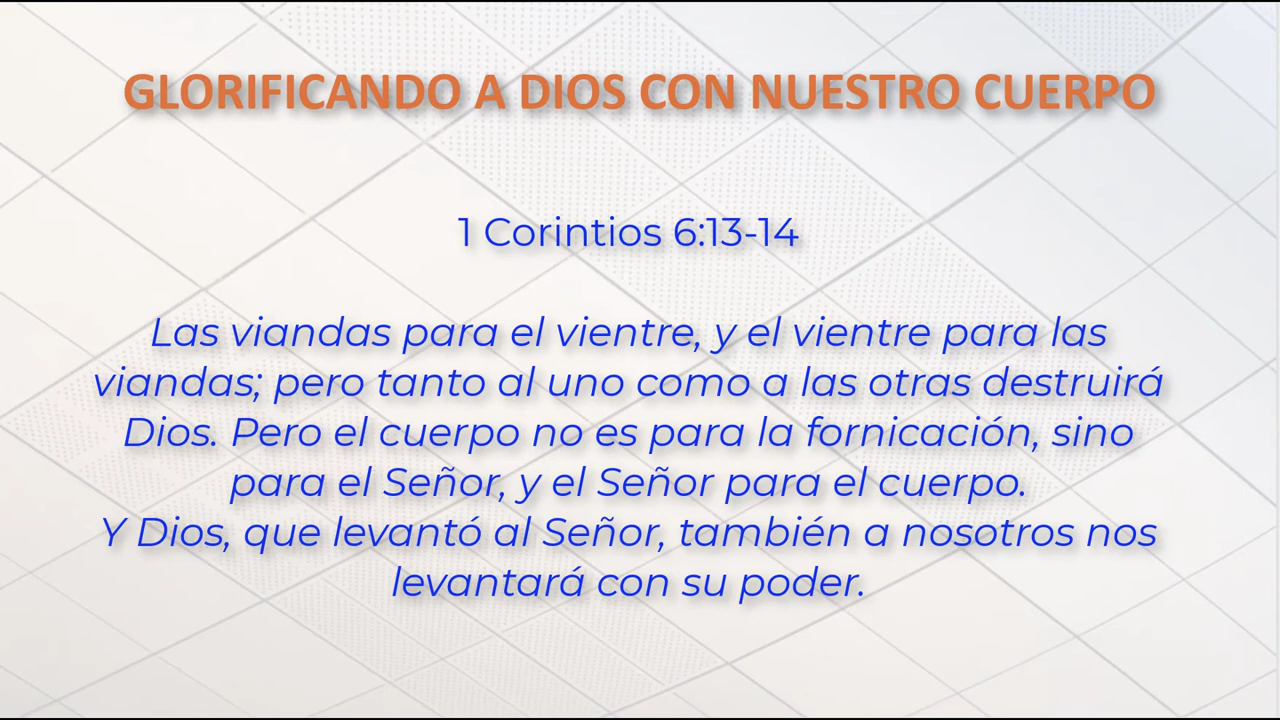 GLORIFICANDO A DIOS CON NUESTRO CUERPO
1 Corintios 6:13-14
Las viandas para el vientre, y el vientre para las
viandas; pero tanto al uno como a las otras destruirá
Dios. Pero el cuerpo no es para la fornicación, sino
para el Señor, y el Señor para el cuerpo.
Y Dios, que levantó al Señor, también a nosotros nos
levantará con su poder.